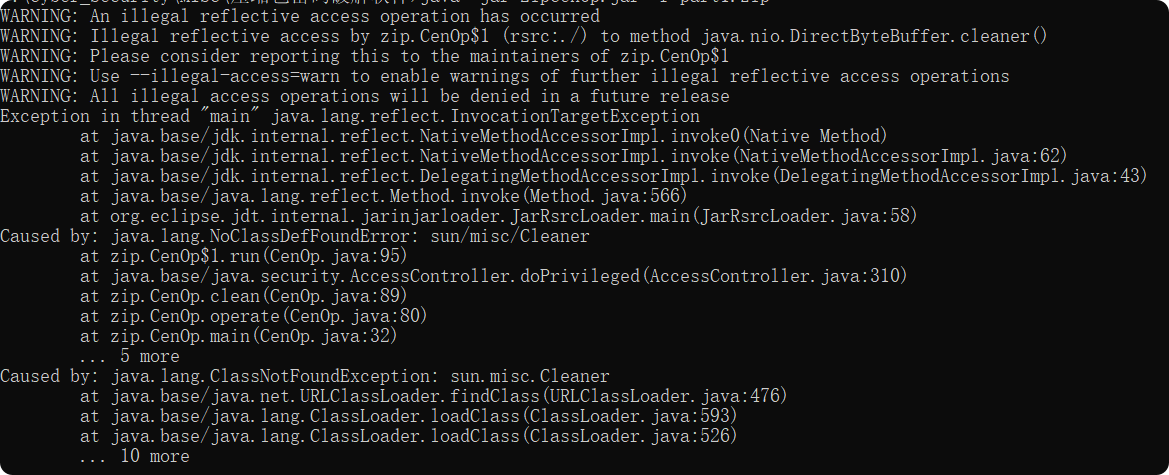 WARNING: An illegal reflective access operation has occurred
WARNING: Illegal reflective access by zip.CenOp$1 (rsrc:./) to method java.nio.DirectByteBuffer.cleaner()
WARNING: Please consider reporting this to the maintainers of zip.CenOp$1
WARNING: Use --illegal-access=warn to enable warnings of further illegal reflective access operations
WARNING: All illegal access operations will be denied in a future release
Exception in thread "main" java.lang.reflect.InvocationTargetException
at java.base/jdk.internal.reflect.NativeMethodAccessorImpl.invoke0(Native Method)
at java.base/jdk.internal.reflect.NativeMethodAccessorImpl.invoke(NativeMethodAccessorImpl.java:62)
at java.base/jdk.internal.reflect.DelegatingMethodAccessorImpl.invoke(DelegatingMethodAccessorImpl.java:43)
at java.base/java.lang.reflect.Method.invoke(Method.java:566)
at org.eclipse.jdt.internal.jarinjarloader.JarRsrcLoader.main(JarRsrcLoader.java:58)
Caused by: java.lang.NoClassDefFoundError: sun/misc/Cleaner
at zip.CenOp$1.run(CenOp.java:95)
at java.base/java.security.AccessController.doPrivileged(AccessController.java:310)
at zip.CenOp.clean(CenOp.java:89)
at zip.CenOp.operate(CenOp.java:80)
at zip.CenOp.main(CenOp.java:32)
... 5 more
Caused by: java.lang.ClassNotFoundException: sun.misc.Cleaner
at java.base/java.net.URLClassLoader.findClass(URLClassLoader.java:476)
at java.base/java.lang.ClassLoader.loadClass(ClassLoader.java:593)
at java.base/java.lang.ClassLoader.loadClass(ClassLoader.java:526)
... 10 more